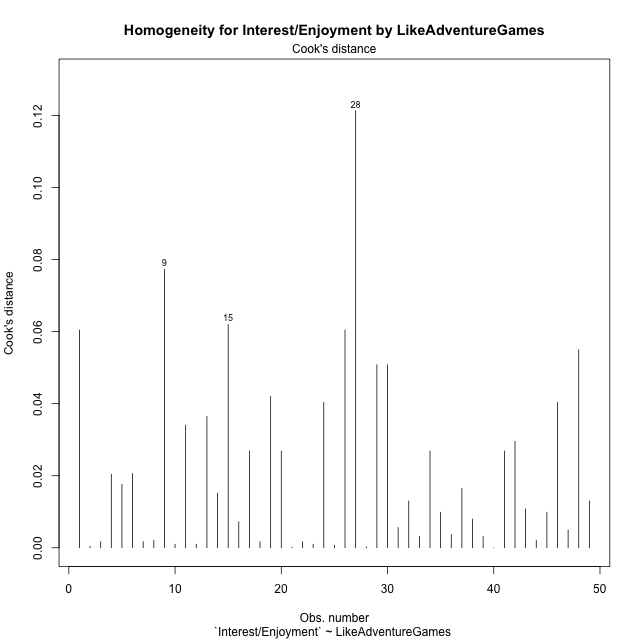 Homogeneity for Interest/Enjoyment by LikeAdventureGames
Cook's distance
28
9
15
Cook's distance
0.12
0.10
0.08
0.06
0.04
0.02
0.00
0 10 20 30 40 50
Obs. number
`Interest/Enjoyment` ~ LikeAdventureGames